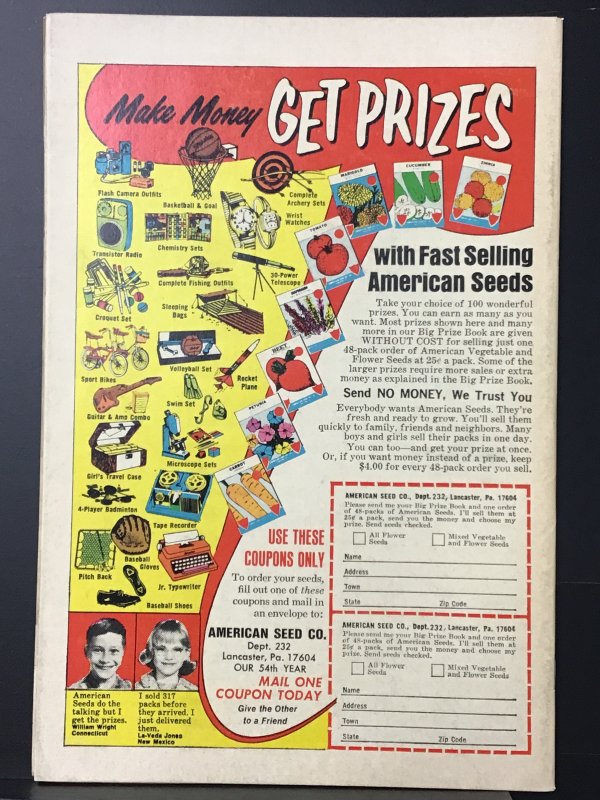 Make Money GET PRIZES
Flash Camera Outfits
Basketball & Goal
Complete
Archery Sets
Wrist
Watches
Transistor Radio
Chemistry Sets
Complete Fishing Outfits
30-Power
Telescope
Croquet Set
Sleeping
Bags
Volleyball Set
Rocket
Plane
Sport Bikes
Swim Set
Guitar & Amp Combo
Microscope Sets
Girl's Travel Case
4-Player Badminton
Tape Recorder
Baseball
Gloves
Pitch Back
Jr. Typewriter
Baseball Shoes
MARIGOLD
CUCUMBER
ZINNIA
TOMATO
BEET
PETUNIA
CARROT
with Fast Selling
American Seeds
Take your choice of 100 wonderful
prizes. You can earn as many as you
want. Most prizes shown here and many
more in our Big Prize Book are given
WITHOUT COST for selling just one
48-pack order of American Vegetable and
Flower Seeds at 25¢ a pack. Some of the
larger prizes require more sales or extra
money as explained in the Big Prize Book.
Send NO MONEY, We Trust You
Everybody wants American Seeds. They're
fresh and ready to grow. You'll sell them
quickly to family, friends and neighbors. Many
boys and girls sell their packs in one day.
You can too—and get your prize at once.
Or, if you want money instead of a prize, keep
$4.00 for every 48-pack order you sell.
USE THESE
COUPONS ONLY
To order your seeds,
fill out one of these
coupons and mail in
an envelope to:
AMERICAN SEED CO.
Dept. 232
Lancaster, Pa. 17604
OUR 54th YEAR
MAIL ONE
COUPON TODAY
Give the Other
to a Friend
AMERICAN SEED CO., Dept. 232, Lancaster, Pa. 17604
Please send me your Big Prize Book and one order
of 48-packs of American Seeds. I'll sell them at
25¢ a pack, send you the money and choose my
prize. Send seeds checked.
All Flower
Seeds
Mixed Vegetable
and Flower Seeds
Name
Address
Town
State Zip Code
AMERICAN SEED CO., Dept. 232, Lancaster, Pa. 17604
Please send me your Big Prize Book and one order
of 48-packs of American Seeds. I'll sell them at
25¢ a pack, send you the money and choose my
prize. Send seeds checked.
All Flower
Seeds
Mixed Vegetable
and Flower Seeds
Name
Address
Town
State Zip Code
American
Seeds do the
talking but I
get the prizes.
William Wright
Connecticut
I sold 317
packs before
they arrived. I
just delivered
them.
La-Veda Jones
New Mexico